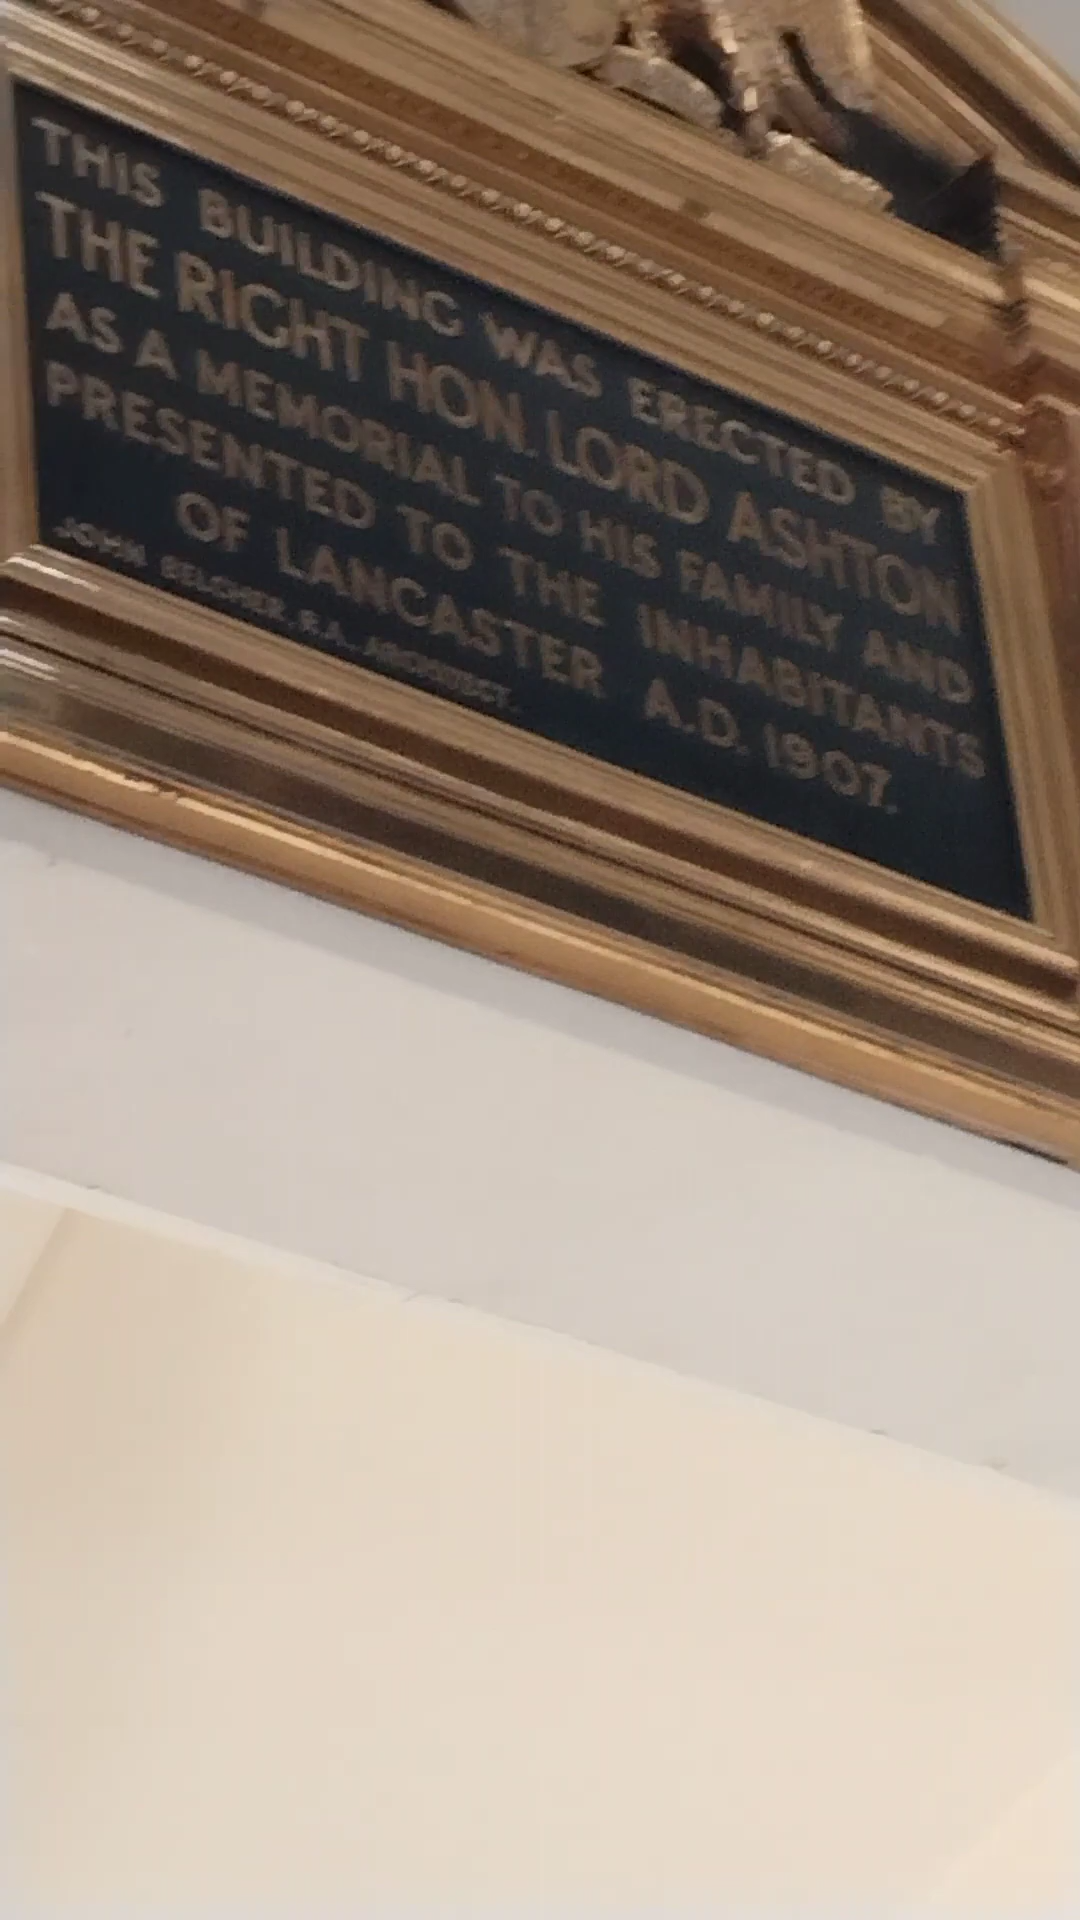 THIS BUILDING WAS ERECTED BY
THE RIGHT HON. LORD ASHTON
AS A MEMORIAL TO HIS FAMILY AND
PRESENTED TO THE INHABITANTS
OF LANCASTER A.D. 1907.
JOHN BELCHER, R.A., ARCHITECT.